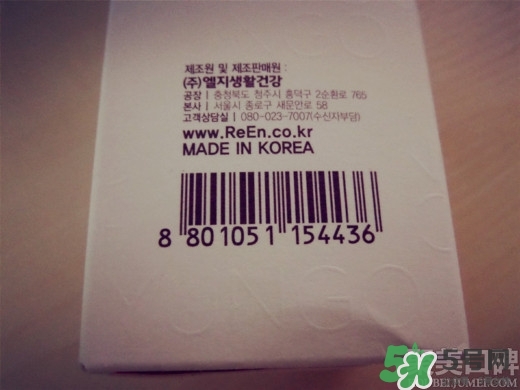 제조원 및 제조판매원 :
(주)엘지생활건강
공장 | 충청북도 청주시 흥덕구 2순환로 765
본사 | 서울시 종로구 새문안로 58
고객상담실 | 080-023-7007(수신자부담)
www.ReEn.co.kr
MADE IN KOREA
8 801051 154436
BEIJUMEI.COM